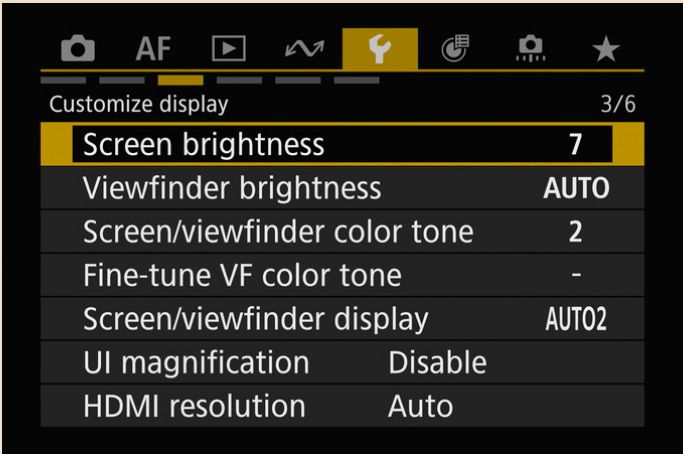 AF
Customize display 3/6
Screen brightness 7
Viewfinder brightness AUTO
Screen/viewfinder color tone 2
Fine-tune VF color tone -
Screen/viewfinder display AUTO2
UI magnification Disable
HDMI resolution Auto